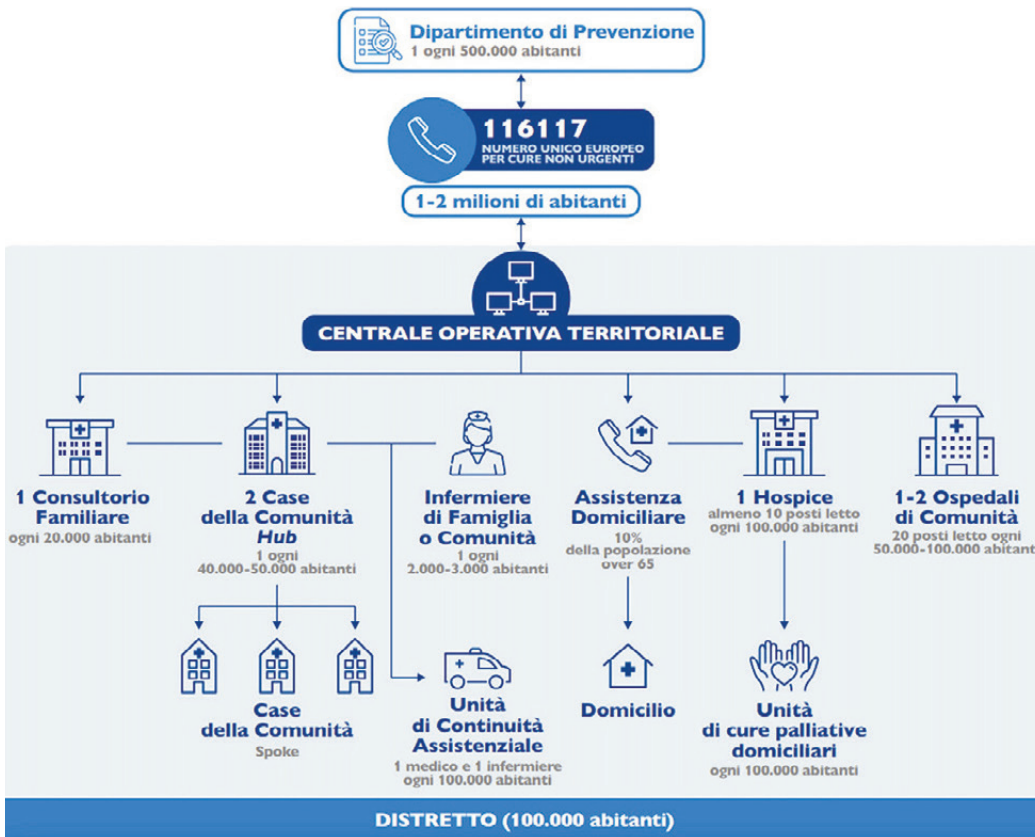 Dipartimento di Prevenzione
1 ogni 500.000 abitanti
116117
NUMERO UNICO EUROPEO
PER CURE NON URGENTI
1-2 milioni di abitanti
CENTRALE OPERATIVA TERRITORIALE
1 Consultorio
Familiare
ogni 20.000 abitanti
2 Case
della Comunità
Hub
1 ogni
40.000-50.000 abitanti
Infermiere
di Famiglia
o Comunità
1 ogni
2.000-3.000 abitanti
Assistenza
Domiciliare
10%
della popolazione
over 65
1 Hospice
almeno 10 posti letto
ogni 100.000 abitanti
1-2 Ospedali
di Comunità
20 posti letto ogni
50.000-100.000 abitant
Case
della Comunità
Spoke
Unità
di Continuità
Assistenziale
1 medico e 1 infermiere
ogni 100.000 abitanti
Domicilio
Unità
di cure palliative
domiciliari
ogni 100.000 abitanti
DISTRETTO (100.000 abitanti)